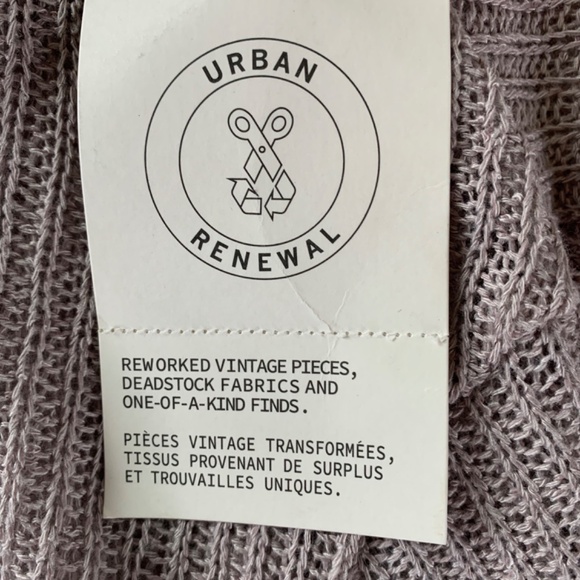 URBAN
RENEWAL
REWORKED VINTAGE PIECES,
DEADSTOCK FABRICS AND
ONE-OF-A-KIND FINDS.
PIÈCES VINTAGE TRANSFORMÉES,
TISSUS PROVENANT DE SURPLUS
ET TROUVAILLES UNIQUES.